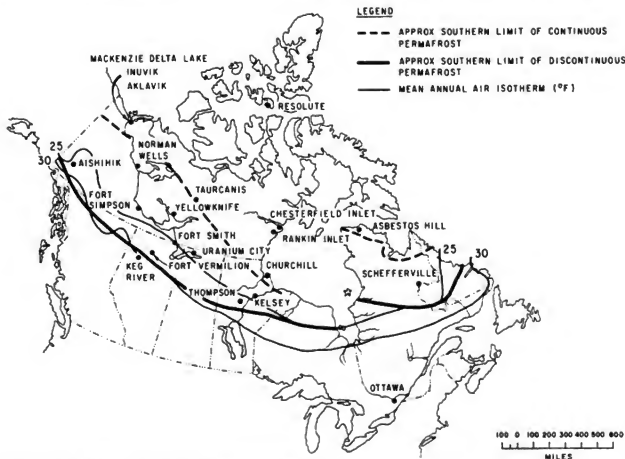 LEGEND
APPROX SOUTHERN LIMIT OF CONTINUOUS
PERMAFROST
APPROX SOUTHERN LIMIT OF DISCONTINUOUS
PERMAFROST
MEAN ANNUAL AIR ISOTHERM (°F)
MACKENZIE DELTA LAKE
INUVIK
AKLAVIK
RESOLUTE
25
30
AISHIHIK
NORMAN
WELLS
FORT
SIMPSON
TAURCANIS
YELLOWKNIFE
CHESTERFIELD INLET
ASBESTOS HILL
RANKIN INLET
25
30
FORT SMITH
URANIUM CITY
SCHEFFERVILLE
KEG
RIVER
FORT VERMILION
CHURCHILL
THOMPSON
KELSEY
OTTAWA
100 0 100 200 300 400 500 600
MILES